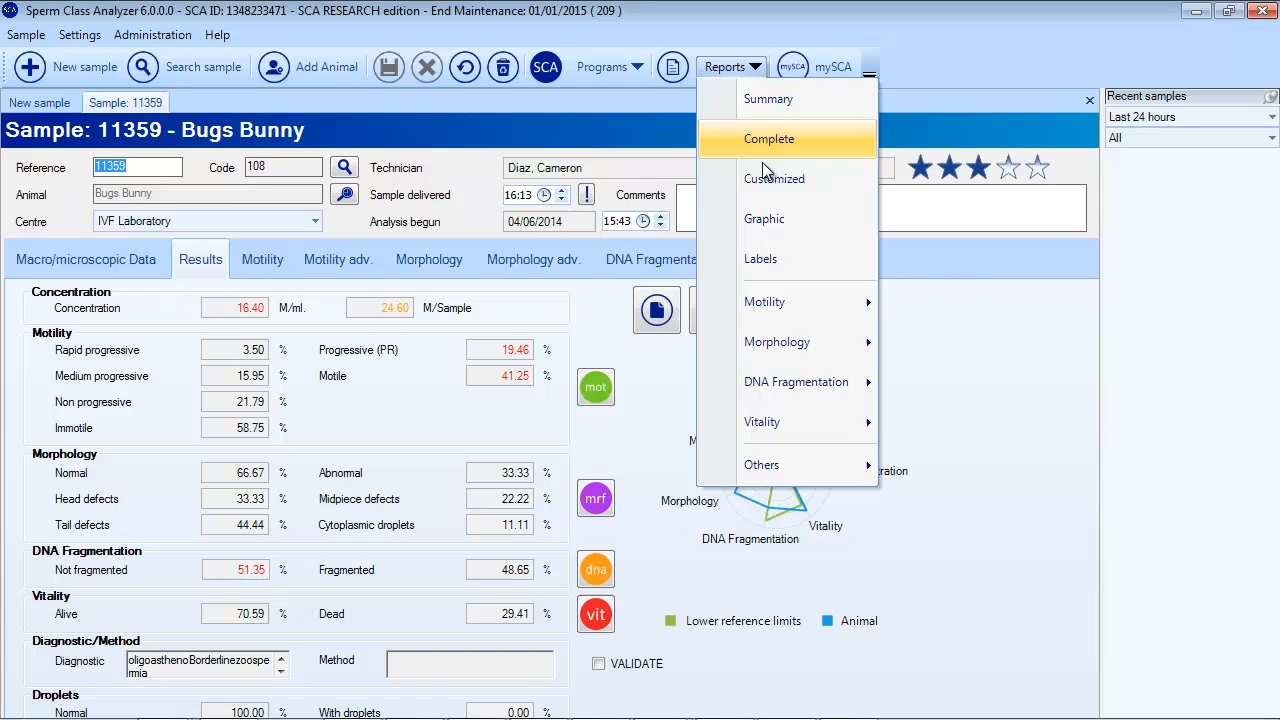 Sperm Class Analyzer 6.0.0.0 - SCA ID: 1348233471 - SCA RESEARCH edition - End Maintenance: 01/01/2015 ( 209 )
Sample Settings Administration Help
New sample Search sample Add Animal SCA Programs Reports mySCA mySCA
New sample Sample: 11359
Recent samples
Last 24 hours
All
Sample: 11359 - Bugs Bunny
Reference 11359 Code 108 Technician Diaz, Cameron
Animal Bugs Bunny Sample delivered 16:13 ! Comments
Centre IVF Laboratory Analysis begun 04/06/2014 15:43
Summary
Complete
Customized
Graphic
Labels
Motility
Morphology
DNA Fragmentation
Vitality
Others
Macro/microscopic Data Results Motility Motility adv. Morphology Morphology adv. DNA Fragmenta
Concentration
Concentration 16.40 M/ml. 24.60 M/Sample
Motility
Rapid progressive 3.50 % Progressive (PR) 19.46 %
Medium progressive 15.95 % Motile 41.25 %
mot
Non progressive 21.79 %
Immotile 58.75 %
Morphology
Normal 66.67 % Abnormal 33.33 %
Head defects 33.33 % Midpiece defects 22.22 %
mrf
Tail defects 44.44 % Cytoplasmic droplets 11.11 %
DNA Fragmentation
Not fragmented 51.35 % Fragmented 48.65 %
dna
Vitality
Alive 70.59 % Dead 29.41 %
vit
Diagnostic/Method
Diagnostic oligoasthenoBorderlinezoospe
rmia
Method
Droplets
Normal 100.00 % With droplets 0.00 %
M
ration
Morphology
Vitality
DNA Fragmentation
Lower reference limits Animal
VALIDATE